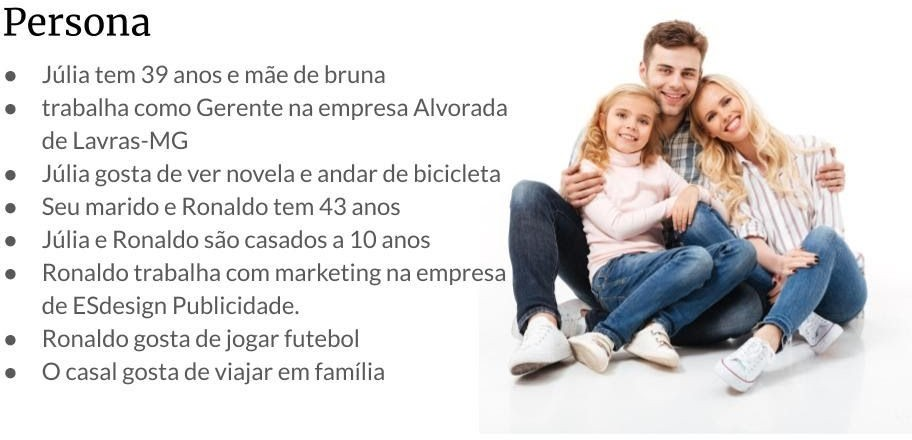 Persona
● Júlia tem 39 anos e mãe de bruna
● trabalha como Gerente na empresa Alvorada
de Lavras-MG
● Júlia gosta de ver novela e andar de bicicleta
● Seu marido e Ronaldo tem 43 anos
● Júlia e Ronaldo são casados a 10 anos
● Ronaldo trabalha com marketing na empresa
de ESdesign Publicidade.
● Ronaldo gosta de jogar futebol
● O casal gosta de viajar em família